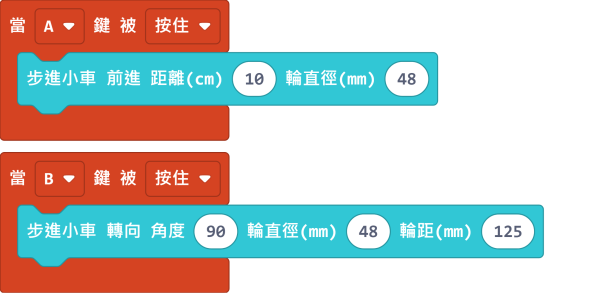 當 A 鍵 被 按住
步進小車 前進 距離(cm) 10 輪直徑(mm) 48
當 B 鍵 被 按住
步進小車 轉向 角度 90 輪直徑(mm) 48 輪距(mm) 125